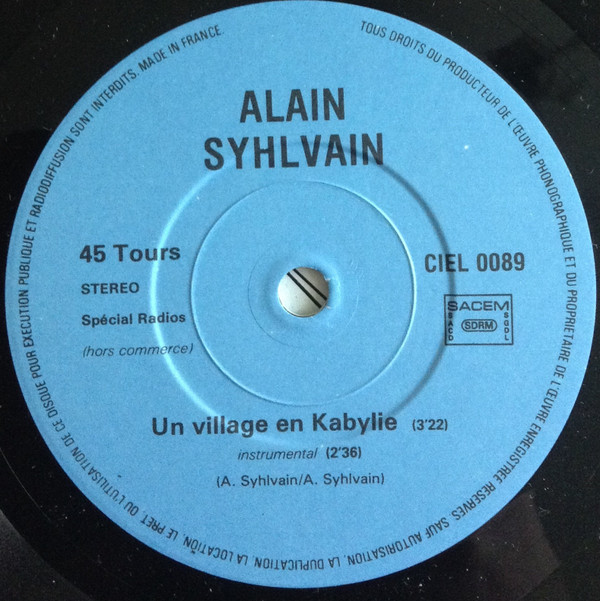 TOUS DROITS DU PRODUCTEUR DE L'ŒUVRE PHONOGRAPHIQUE ET DU PROPRIETAIRE DE L'ŒUVRE ENREGISTREE RESERVES. SAUF AUTORISATION, LA DUPLICATION, LA LOCATION, LE PRET, OU L'UTILISATION DE CE DISQUE POUR EXECUTION PUBLIQUE ET RADIODIFFUSION SONT INTERDITS. MADE IN FRANCE.
ALAIN
SYHLVAIN
45 Tours
STEREO
Spécial Radios
(hors commerce)
CIEL 0089
SACEM
SACD
SDRM
SGDL
Un village en Kabylie (3'22)
instrumental (2'36)
(A. Syhlvain/A. Syhlvain)